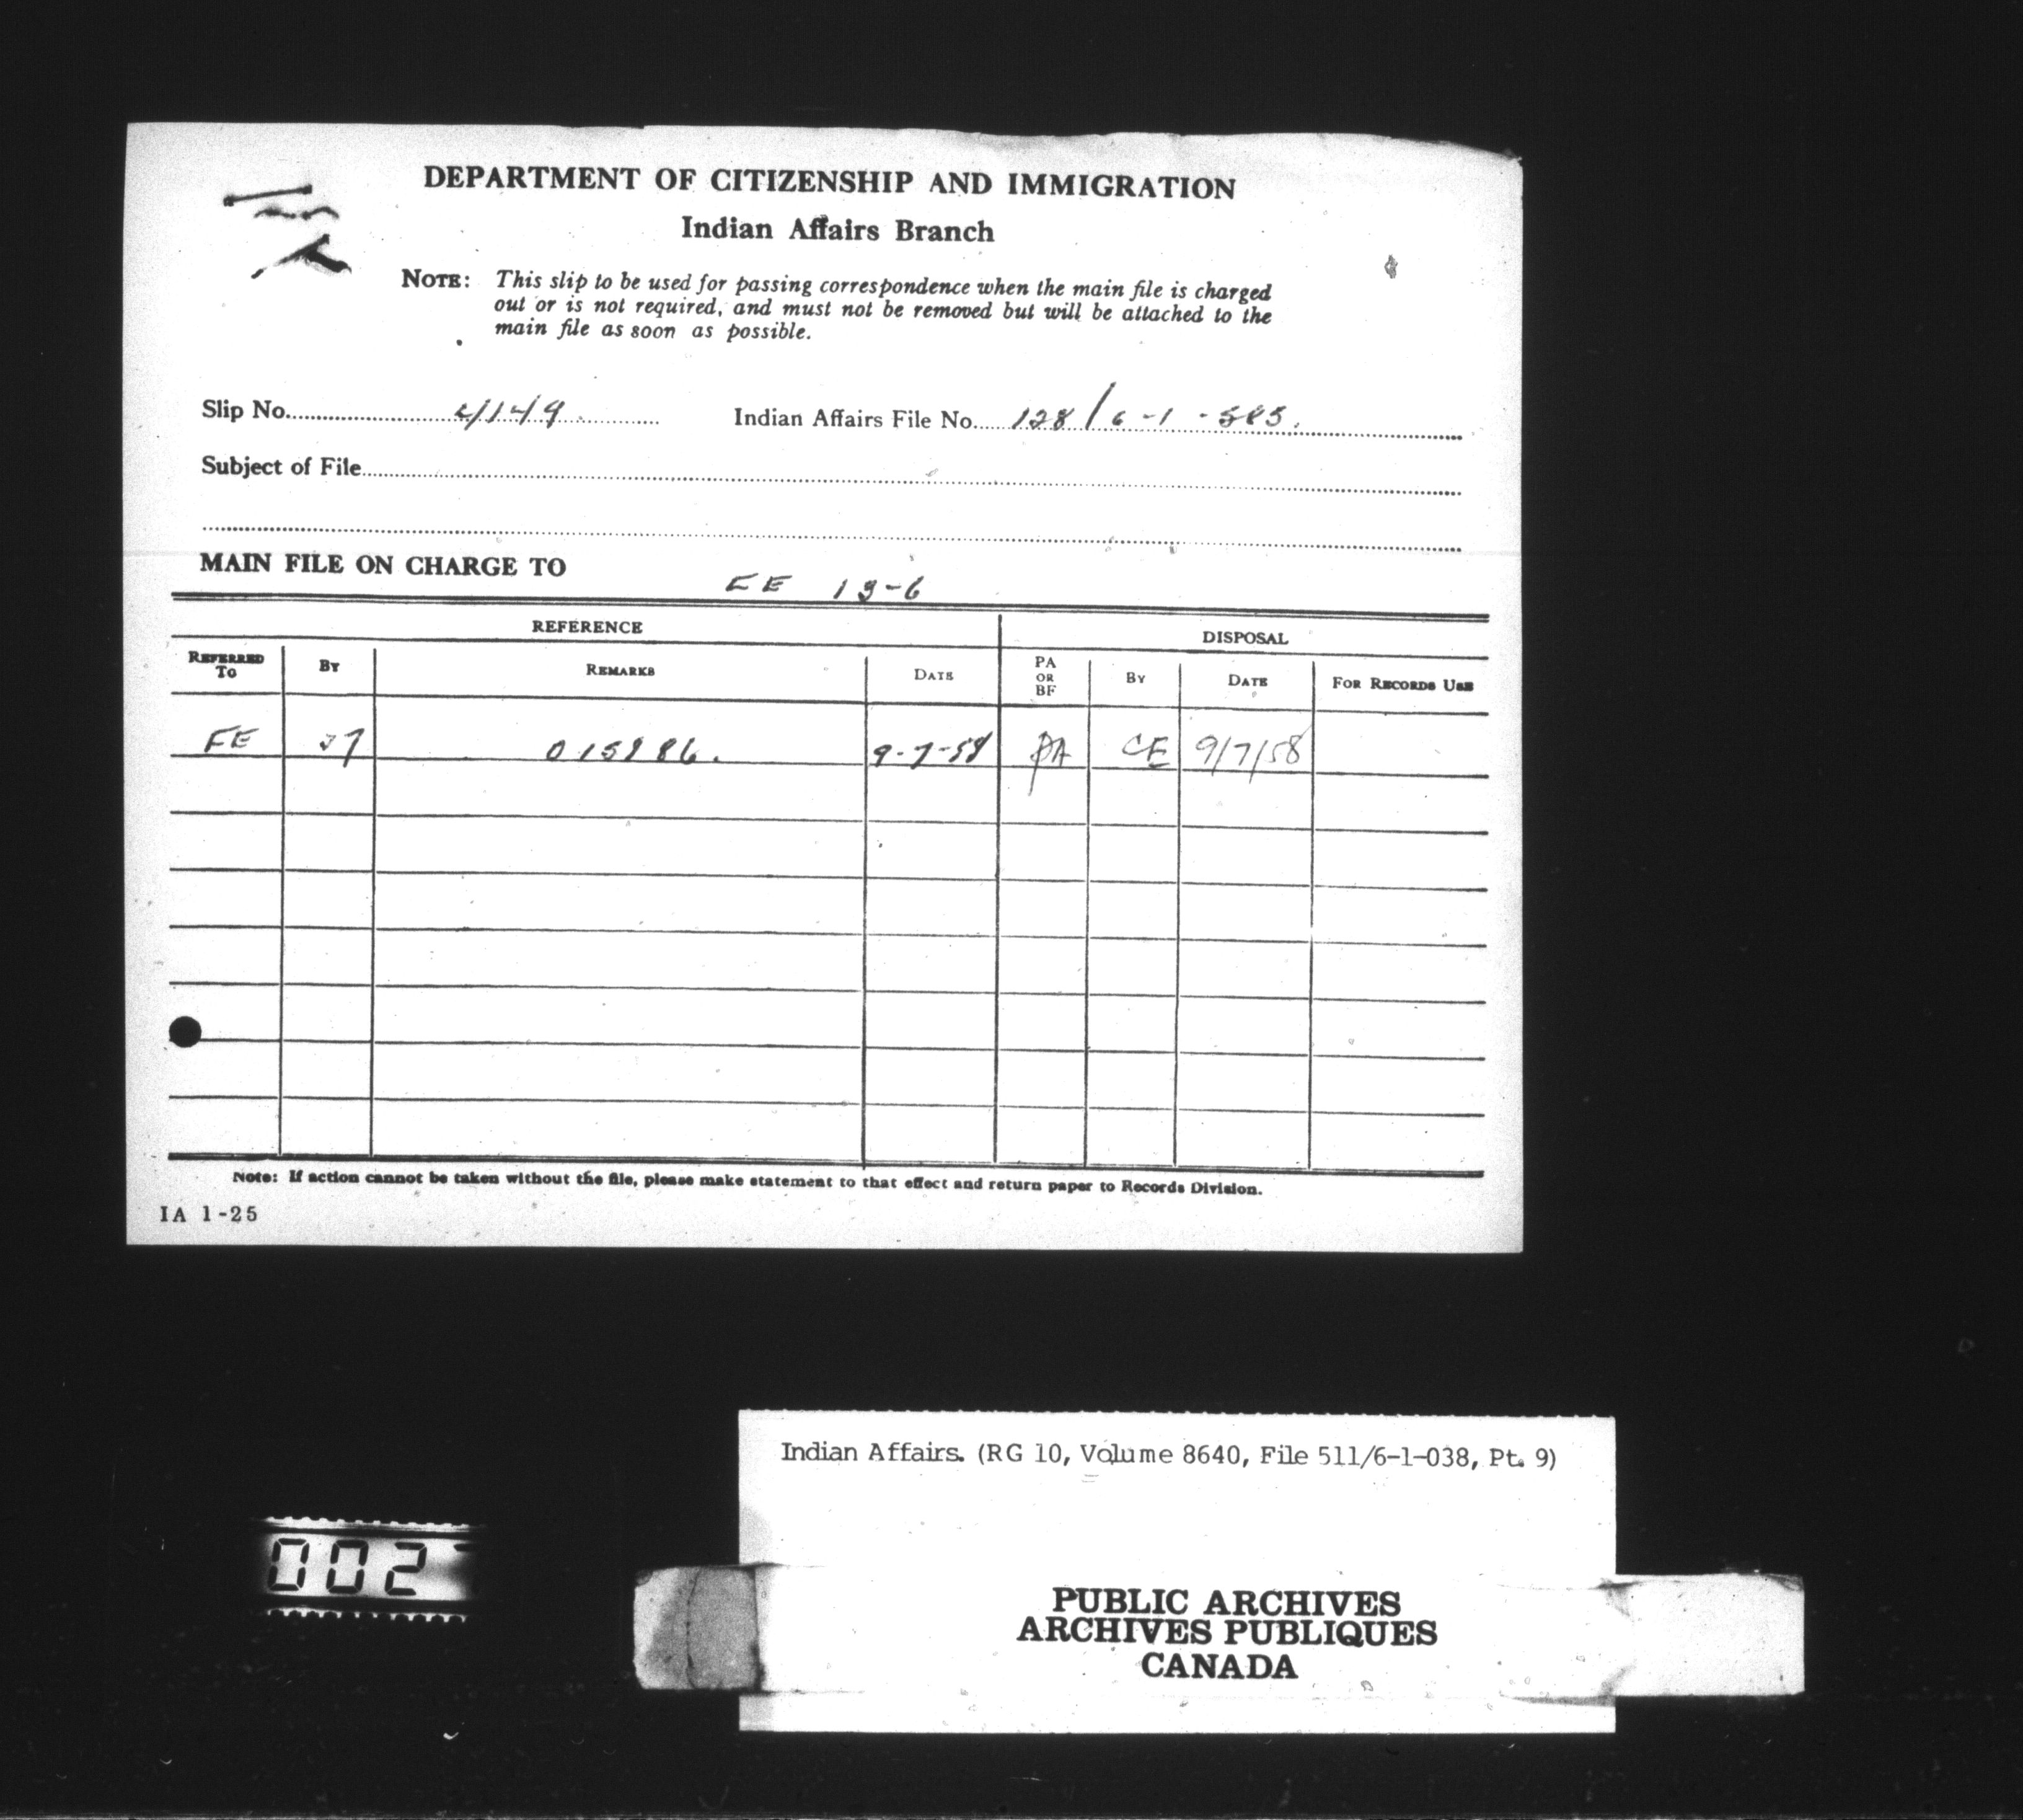 DEPARTMENT OF CITIZENSHIP AND IMMIGRATION
Indian Affairs Branch
NOTE: This slip to be used for passing correspondence when the main file is charged
out or is not required, and must not be removed but will be attached to the
main file as soon as possible.
Slip No. 4149 Indian Affairs File No. 128/6-1-585.
Subject of File
MAIN FILE ON CHARGE TO
EE 13-6
REFERENCE DISPOSAL
REFERRED TO BY REMARKS DATE PA OR BF BY DATE FOR RECORDS USE
EE 9-7-58 PA CE 9/7/58
Note: If action cannot be taken without the file, please make statement to that effect and return paper to Records Division.
IA 1-25
Indian Affairs. (RG 10, Volume 8640, File 511/6-1-038, Pt. 9)
002
PUBLIC ARCHIVES
ARCHIVES PUBLIQUES
CANADA